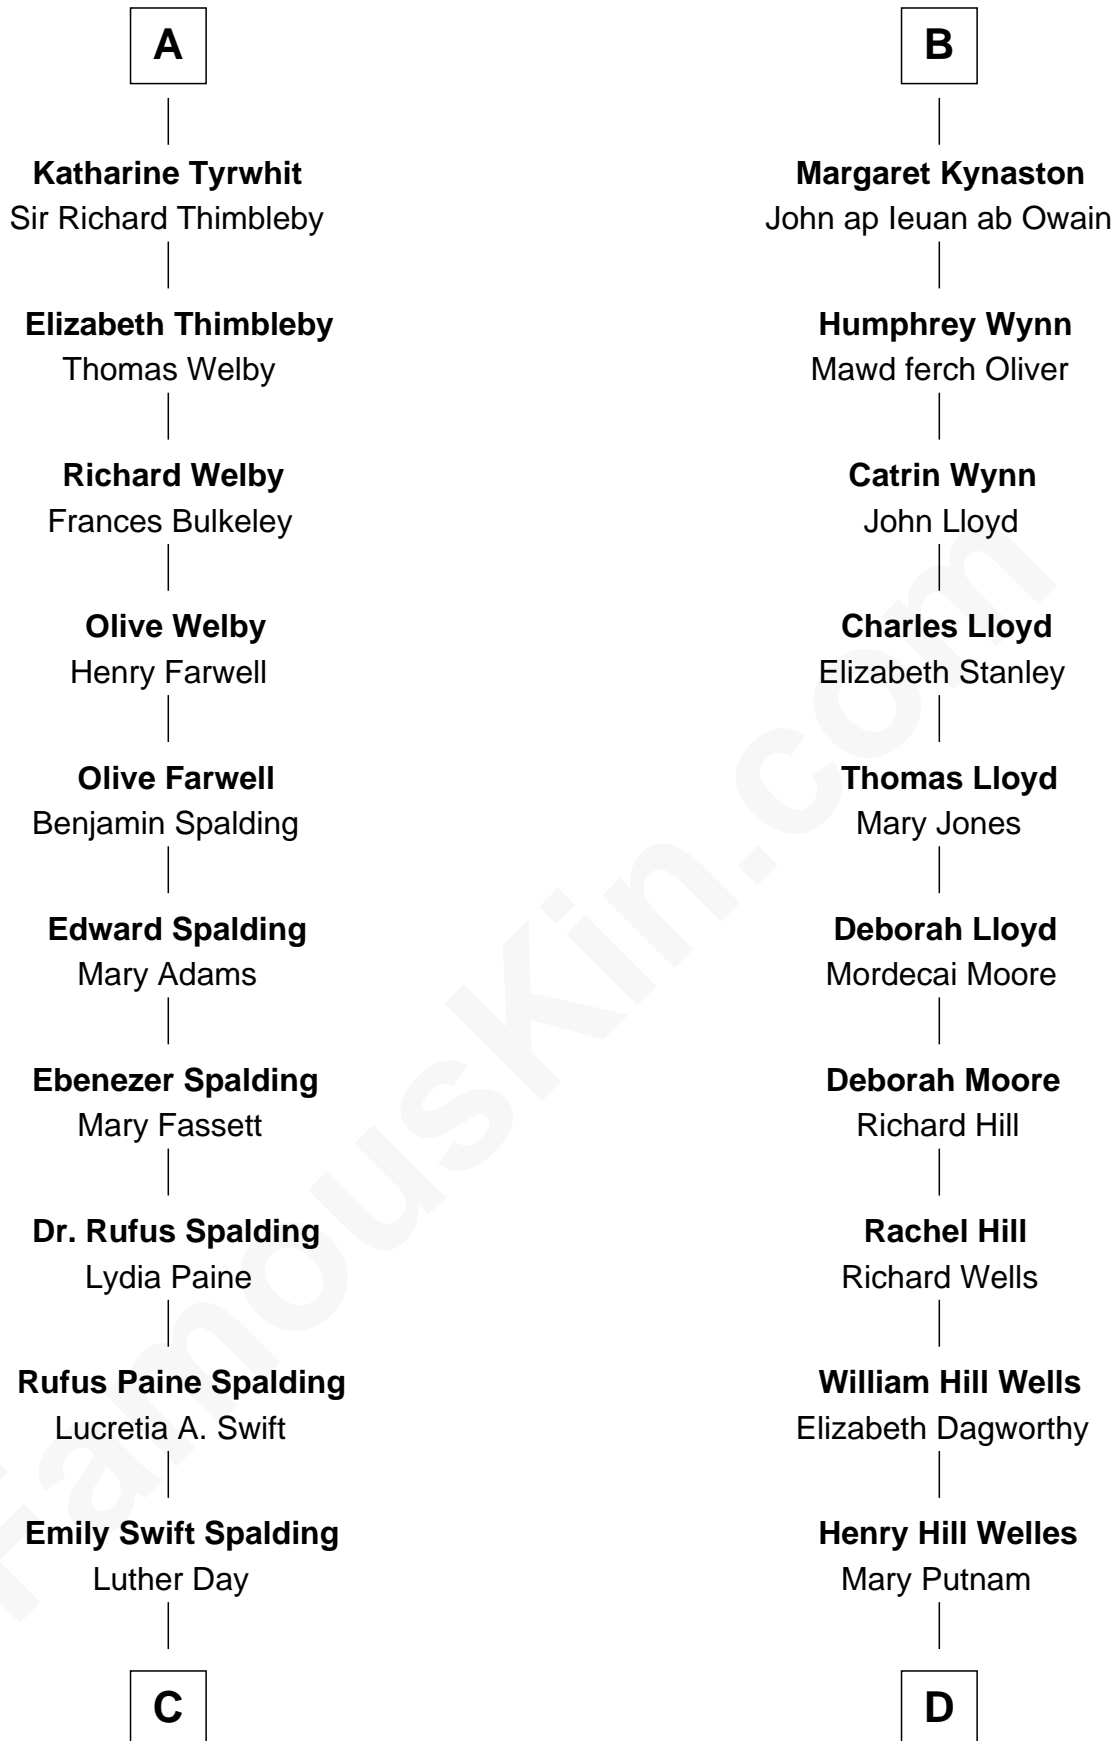 A
Katharine Tyrwhit
Sir Richard Thimbleby
Elizabeth Thimbleby
Thomas Welby
Richard Welby
Frances Bulkeley
Olive Welby
Henry Farwell
Olive Farwell
Benjamin Spalding
Edward Spalding
Mary Adams
Ebenezer Spalding
Mary Fassett
Dr. Rufus Spalding
Lydia Paine
Rufus Paine Spalding
Lucretia A. Swift
Emily Swift Spalding
Luther Day
C
B
Margaret Kynaston
John ap Ieuan ab Owain
Humphrey Wynn
Mawd ferch Oliver
Catrin Wynn
John Lloyd
Charles Lloyd
Elizabeth Stanley
Thomas Lloyd
Mary Jones
Deborah Lloyd
Mordecai Moore
Deborah Moore
Richard Hill
Rachel Hill
Richard Wells
William Hill Wells
Elizabeth Dagworthy
Henry Hill Welles
Mary Putnam
D
FamousKin.com